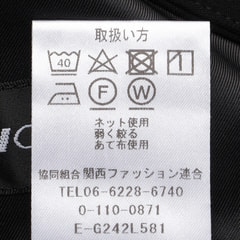 取扱い方
40
F W
ネット使用
弱く絞る
あて布使用
協同組合 関西ファッション連合
TEL06-6228-6740
0-110-0871
E-G242L581